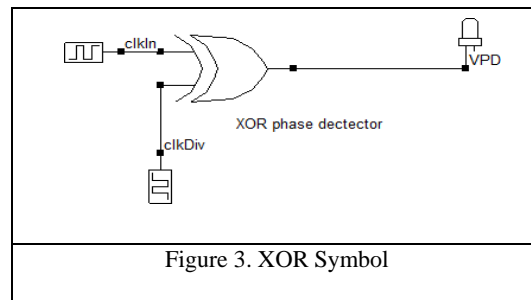 clkIn
VPD
XOR phase dectector
clkDiv
Figure 3. XOR Symbol